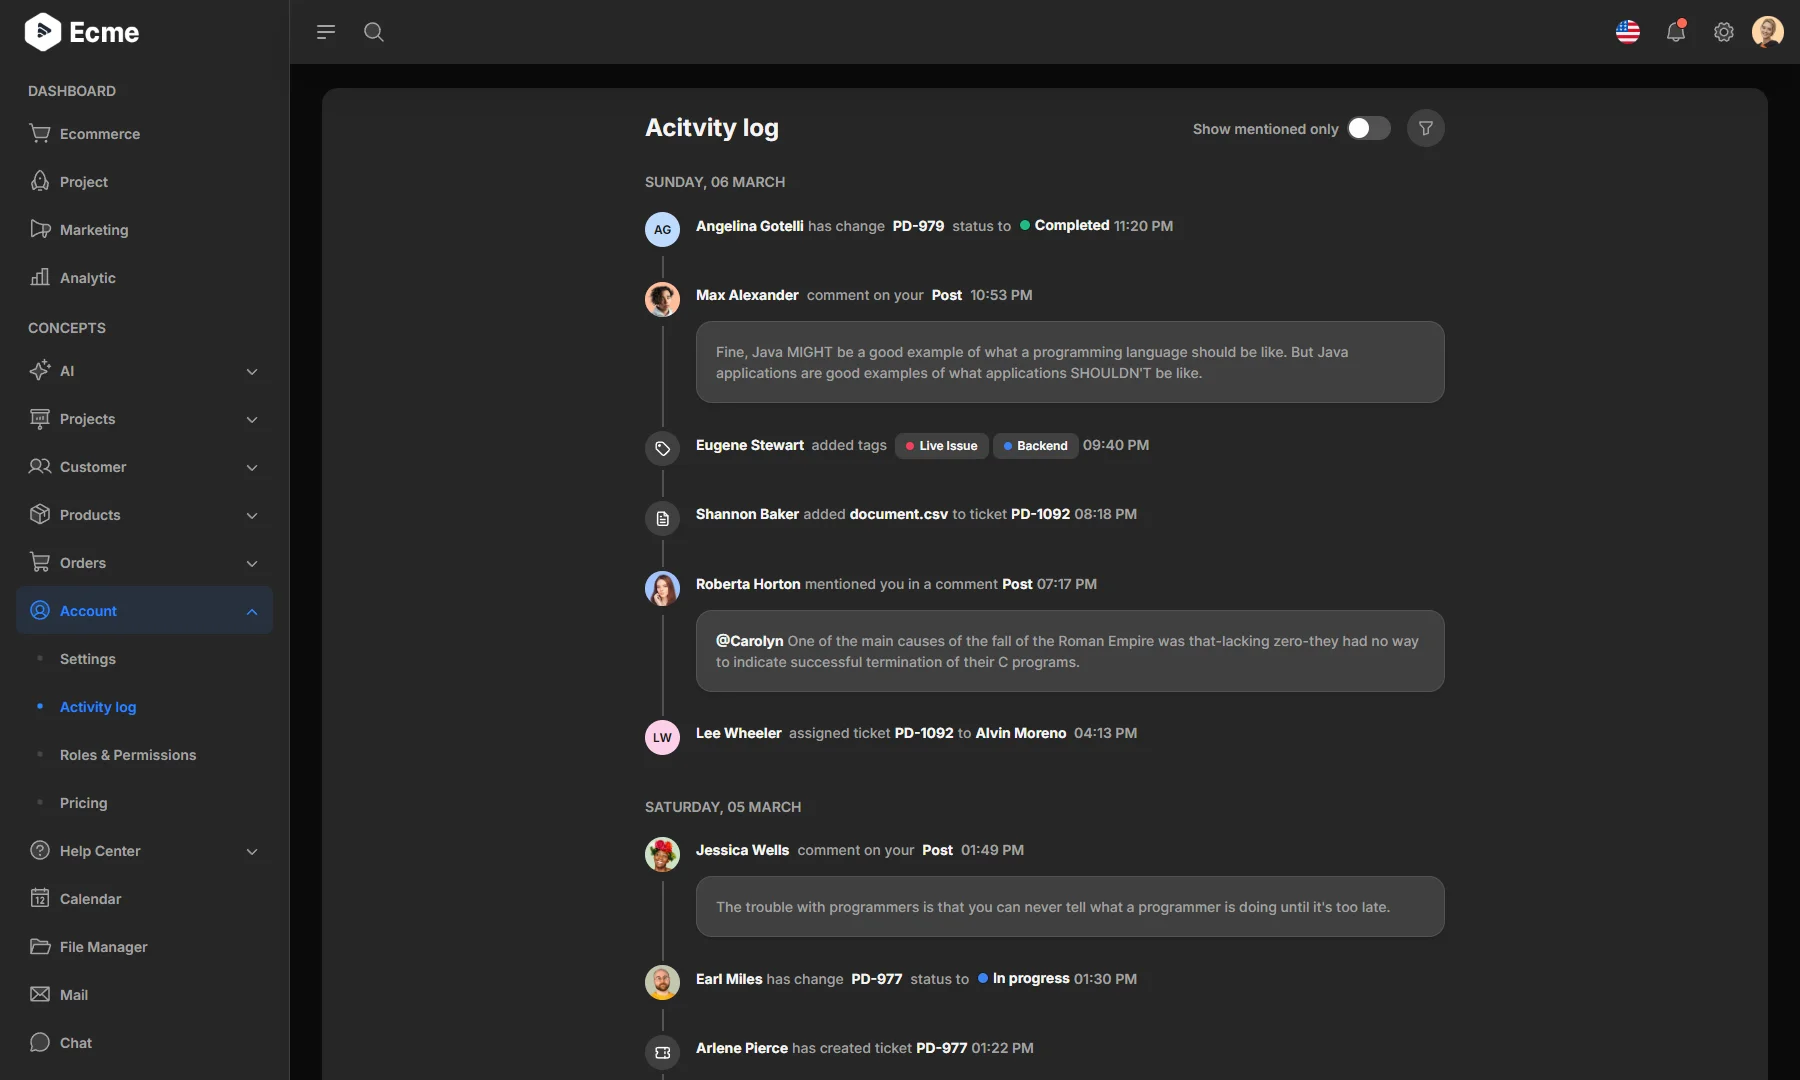 Ecme
DASHBOARD
Ecommerce
Project
Marketing
Analytic
CONCEPTS
AI
Projects
Customer
Products
Orders
Account
Settings
Activity log
Roles & Permissions
Pricing
Help Center
12
Calendar
File Manager
Mail
Chat
Acitvity log
Show mentioned only
SUNDAY, 06 MARCH
AG
Angelina Gotelli has change PD-979 status to Completed 11:20 PM
Max Alexander comment on your Post 10:53 PM
Fine, Java MIGHT be a good example of what a programming language should be like. But Java
applications are good examples of what applications SHOULDN'T be like.
Eugene Stewart added tags Live Issue Backend 09:40 PM
Shannon Baker added document.csv to ticket PD-1092 08:18 PM
Roberta Horton mentioned you in a comment Post 07:17 PM
@Carolyn One of the main causes of the fall of the Roman Empire was that-lacking zero-they had no way
to indicate successful termination of their C programs.
LW
Lee Wheeler assigned ticket PD-1092 to Alvin Moreno 04:13 PM
SATURDAY, 05 MARCH
Jessica Wells comment on your Post 01:49 PM
The trouble with programmers is that you can never tell what a programmer is doing until it's too late.
Earl Miles has change PD-977 status to In progress 01:30 PM
Arlene Pierce has created ticket PD-977 01:22 PM